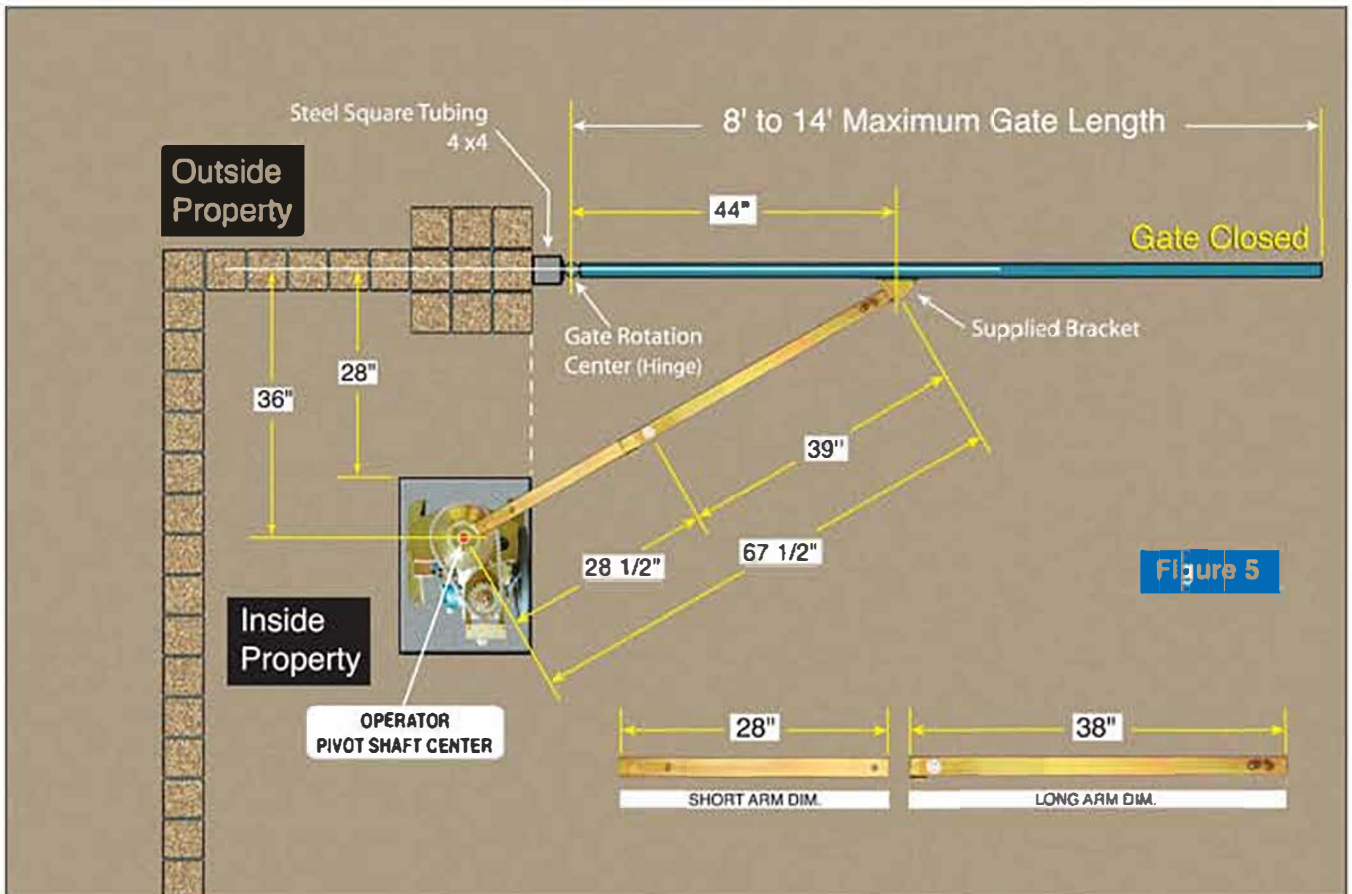 Steel Square Tubing
4 x4
8' to 14' Maximum Gate Length
Outside
Property
44"
Gate Closed
Gate Rotation
Center (Hinge)
Supplied Bracket
28"
36"
39"
28 1/2"
67 1/2"
Figure 5
Inside
Property
OPERATOR
PIVOT SHAFT CENTER
28"
38"
SHORT ARM DIM.
LONG ARM DIM.